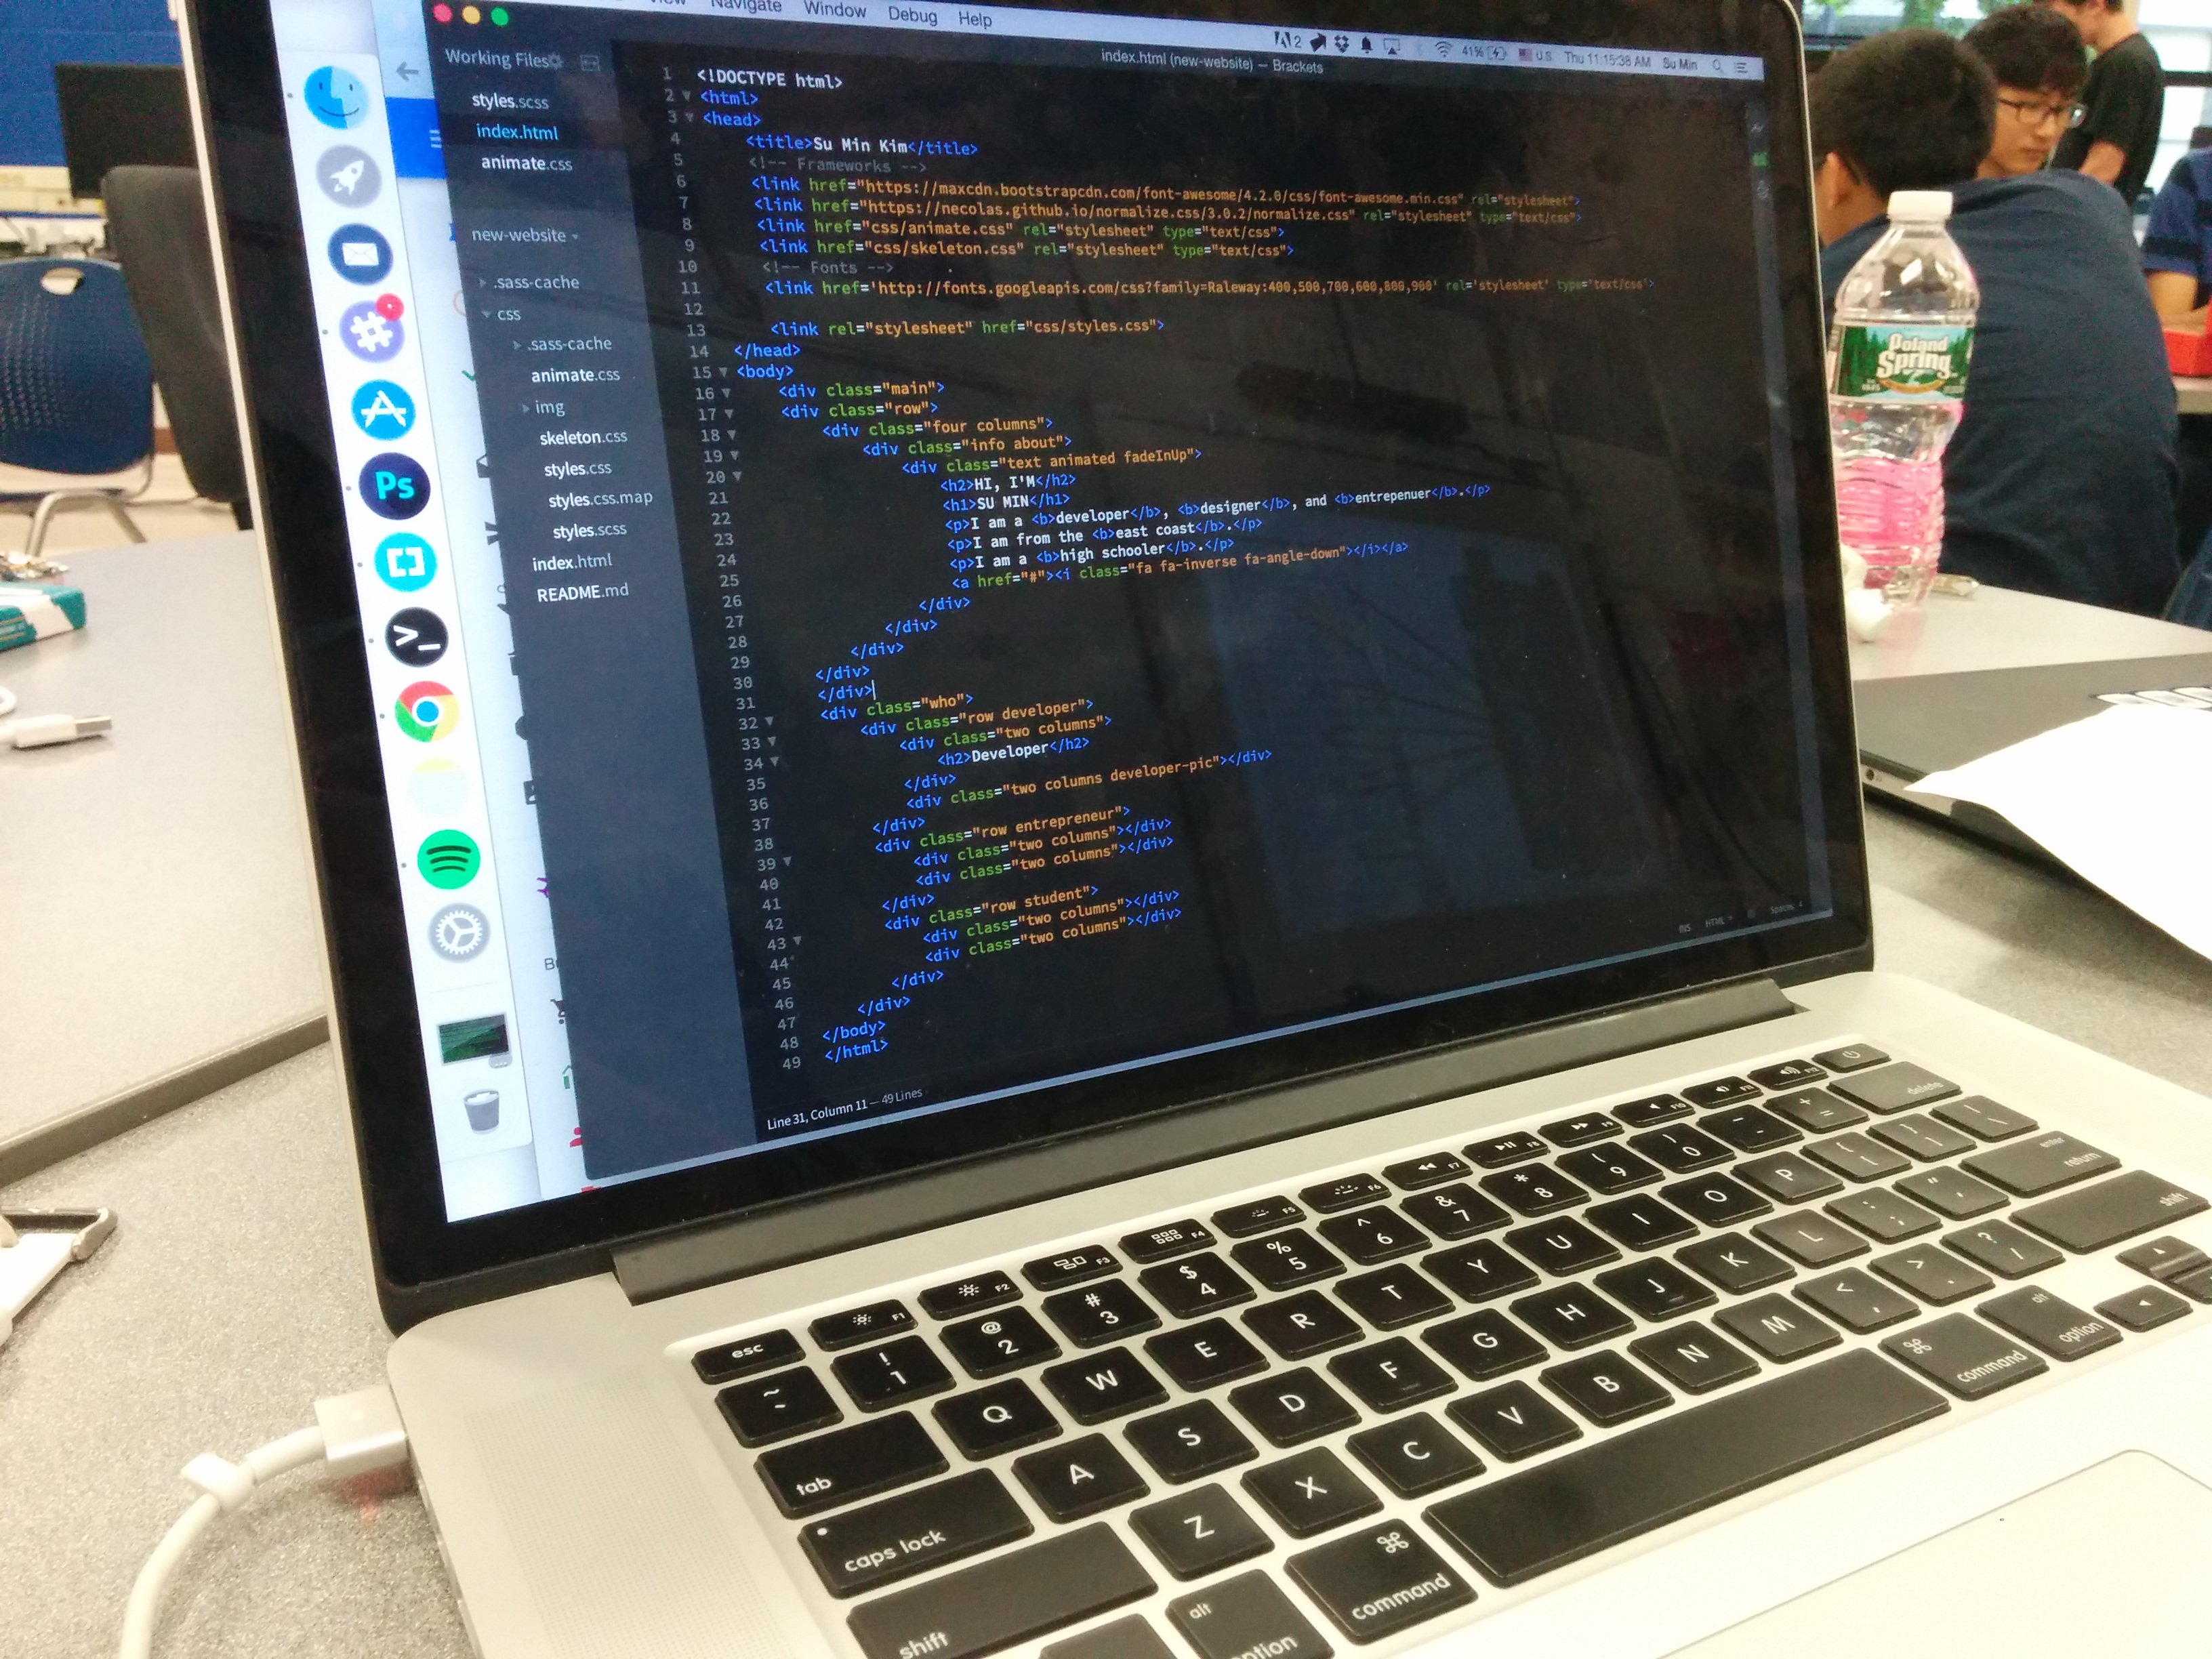 Navigate Window Debug Help
2 41% U.S. Thu 11:15:38 AM Su Min
index.html (new-website) — Brackets
Working Files
styles.scss
index.html
animate.css
new-website
.sass-cache
css
.sass-cache
animate.css
img
skeleton.css
styles.css
styles.css.map
styles.scss
index.html
README.md
1 <!DOCTYPE html>
2 <html>
3 <head>
4 <title>Su Min Kim</title>
5 <!-- Frameworks -->
6 <link href="https://maxcdn.bootstrapcdn.com/font-awesome/4.2.0/css/font-awesome.min.css" rel="stylesheet">
7 <link href="https://necolas.github.io/normalize.css/3.0.2/normalize.css" rel="stylesheet" type="text/css">
8 <link href="css/animate.css" rel="stylesheet" type="text/css">
9 <link href="css/skeleton.css" rel="stylesheet" type="text/css">
10 <!-- Fonts -->
11 <link href='http://fonts.googleapis.com/css?family=Raleway:400,500,700,600,800,900' rel='stylesheet' type='text/css'>
12
13 <link rel="stylesheet" href="css/styles.css">
14 </head>
15 <body>
16 <div class="main">
17 <div class="row">
18 <div class="four columns">
19 <div class="info about">
20 <div class="text animated fadeInUp">
21 <h2>HI, I'M</h2>
22 <h1>SU MIN</h1>
23 <p>I am a <b>developer</b>, <b>designer</b>, and <b>entrepenuer</b>.</p>
24 <p>I am from the <b>east coast</b>.</p>
25 <p>I am a <b>high schooler</b>.</p>
26 <a href="#"><i class="fa fa-inverse fa-angle-down"></i></a>
27 </div>
28 </div>
29 </div>
30 </div>
31 </div>
32 <div class="who">
33 <div class="row developer">
34 <div class="two columns">
35 <h2>Developer</h2>
36 </div>
37 <div class="two columns developer-pic"></div>
38 </div>
39 <div class="row entrepreneur">
40 <div class="two columns"></div>
41 <div class="two columns"></div>
42 </div>
43 <div class="row student">
44 <div class="two columns"></div>
45 <div class="two columns"></div>
46 </div>
47 </div>
48 </body>
49 </html>
Line 31, Column 11 — 49 Lines
INS HTML Spaces: 4
Ps
Poland
Spring
esc F1 F2 F3 F4 F5 F6 F7 F8 F9 F10 F11 F12
~ ! 1 @ 2 # 3 $ 4 % 5 ^ 6 & 7 * 8 ( 9 ) 0 - + = delete
tab Q W E R T Y U I O P { [ } ] | \
caps lock A S D F G H J K L : ; " ' enter return
shift Z X C V B N M < , > . ? / shift
alt option command command alt option